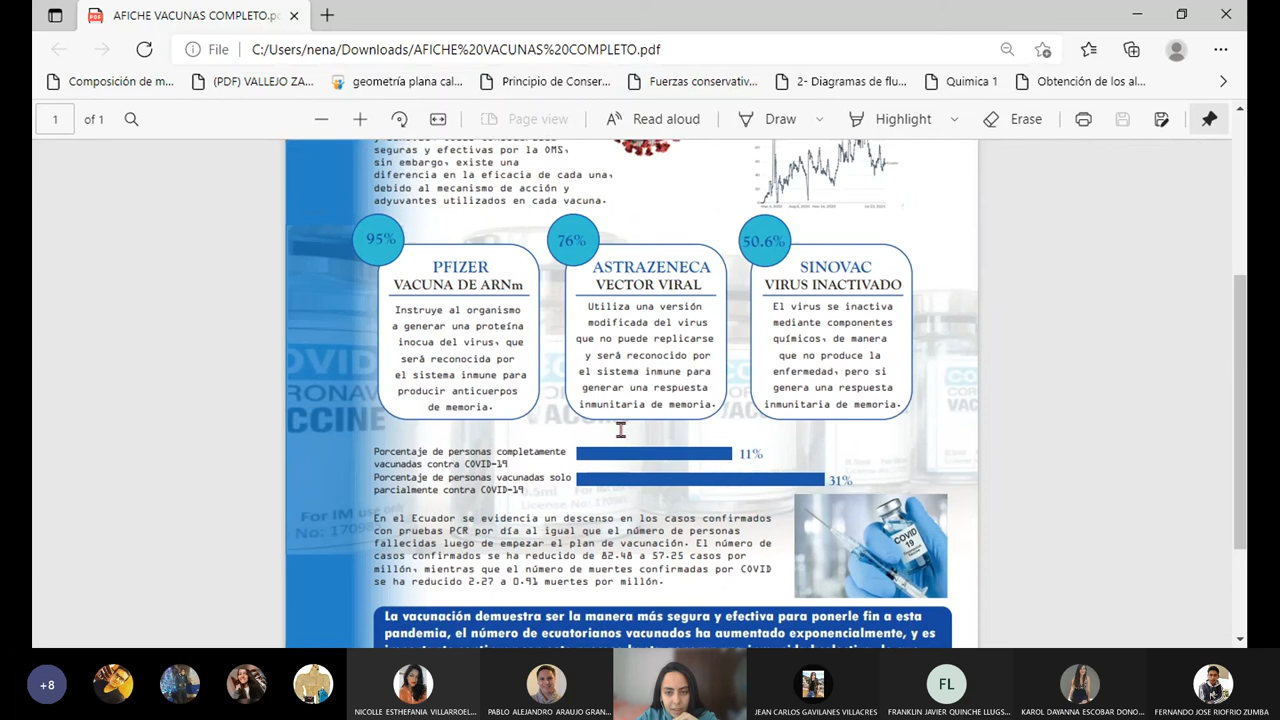 AFICHE VACUNAS COMPLETO.pd
File
C:/Users/nena/Downloads/AFICHE%20VACUNAS%20COMPLETO.pdf
Composición de m...
(PDF) VALLEJO ZA...
geometría plana cal...
Principio de Conser...
Fuerzas conservativ...
2- Diagramas de flu...
Quimica 1
Obtención de los al...
1
of 1
Page view
Read aloud
Draw
Highlight
Erase
seguras y efectivas por la OMS,
sin embargo, existe una
diferencia en la eficacia de cada una,
debido al mecanismo de acción y
adyuvantes utilizados en cada vacuna.
95%
PFIZER
VACUNA DE ARNm
Instruye al organismo
a generar una proteína
inocua del virus, que
será reconocida por
el sistema inmune para
producir anticuerpos
de memoria.
76%
ASTRAZENECA
VECTOR VIRAL
Utiliza una versión
modificada del virus
que no puede replicarse
y será reconocido por
el sistema inmune para
generar una respuesta
inmunitaria de memoria.
50.6%
SINOVAC
VIRUS INACTIVADO
El virus se inactiva
mediante componentes
químicos, de manera
que no produce la
enfermedad, pero si
genera una respuesta
inmunitaria de memoria.
Porcentaje de personas completamente
vacunadas contra COVID-19
11%
Porcentaje de personas vacunadas solo
parcialmente contra COVID-19
31%
En el Ecuador se evidencia un descenso en los casos confirmados
con pruebas PCR por día al igual que el número de personas
fallecidas luego de empezar el plan de vacunación. El número de
casos confirmados se ha reducido de 82.48 a 57.25 casos por
millón, mientras que el número de muertes confirmadas por COVID
se ha reducido 2.27 a 0.91 muertes por millón.
COVID
19
La vacunación demuestra ser la manera más segura y efectiva para ponerle fin a esta
pandemia, el número de ecuatorianos vacunados ha aumentado exponencialmente, y es
+8
NICOLLE ESTHEFANIA VILLARROEL...
PABLO ALEJANDRO ARAUJO GRAN...
JEAN CARLOS GAVILANES VILLACRES
FL
FRANKLIN JAVIER QUINCHE LLUGS...
KAROL DAYANNA ESCOBAR DONO...
FERNANDO JOSE RIOFRIO ZUMBA